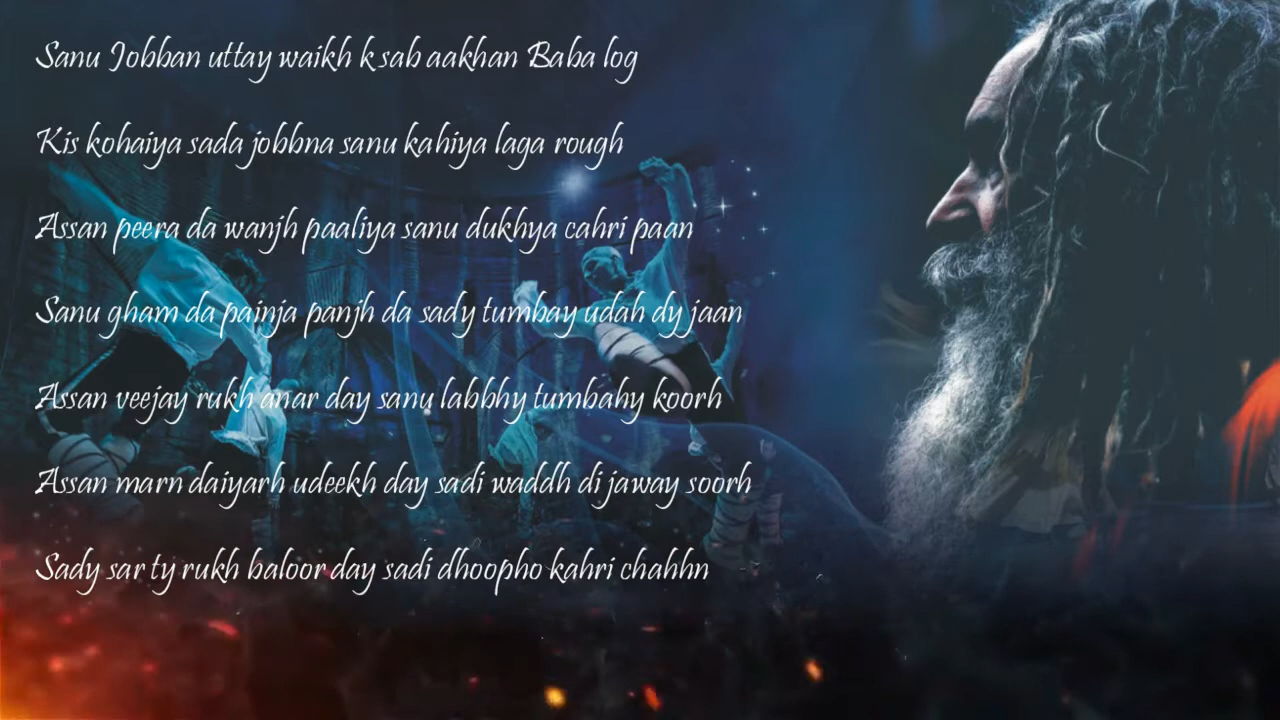 Sanu Jobban uttay waikh k sab aakhan Baba log
Kis kohaiya sada jobbna sanu kahiya laga rough
Assan peera da wanjh paaliya sanu dukhya cahri paan
Sanu gham da painja panjh da sady tumbay udah dy jaan
Assan veejay rukh anar day sanu labbhy tumbahy koorh
Assan marn daiyarh udeekh day sadi waddh di jaway soorh
Sady sar ty rukh baloor day sadi dhoopho kahri chahhn